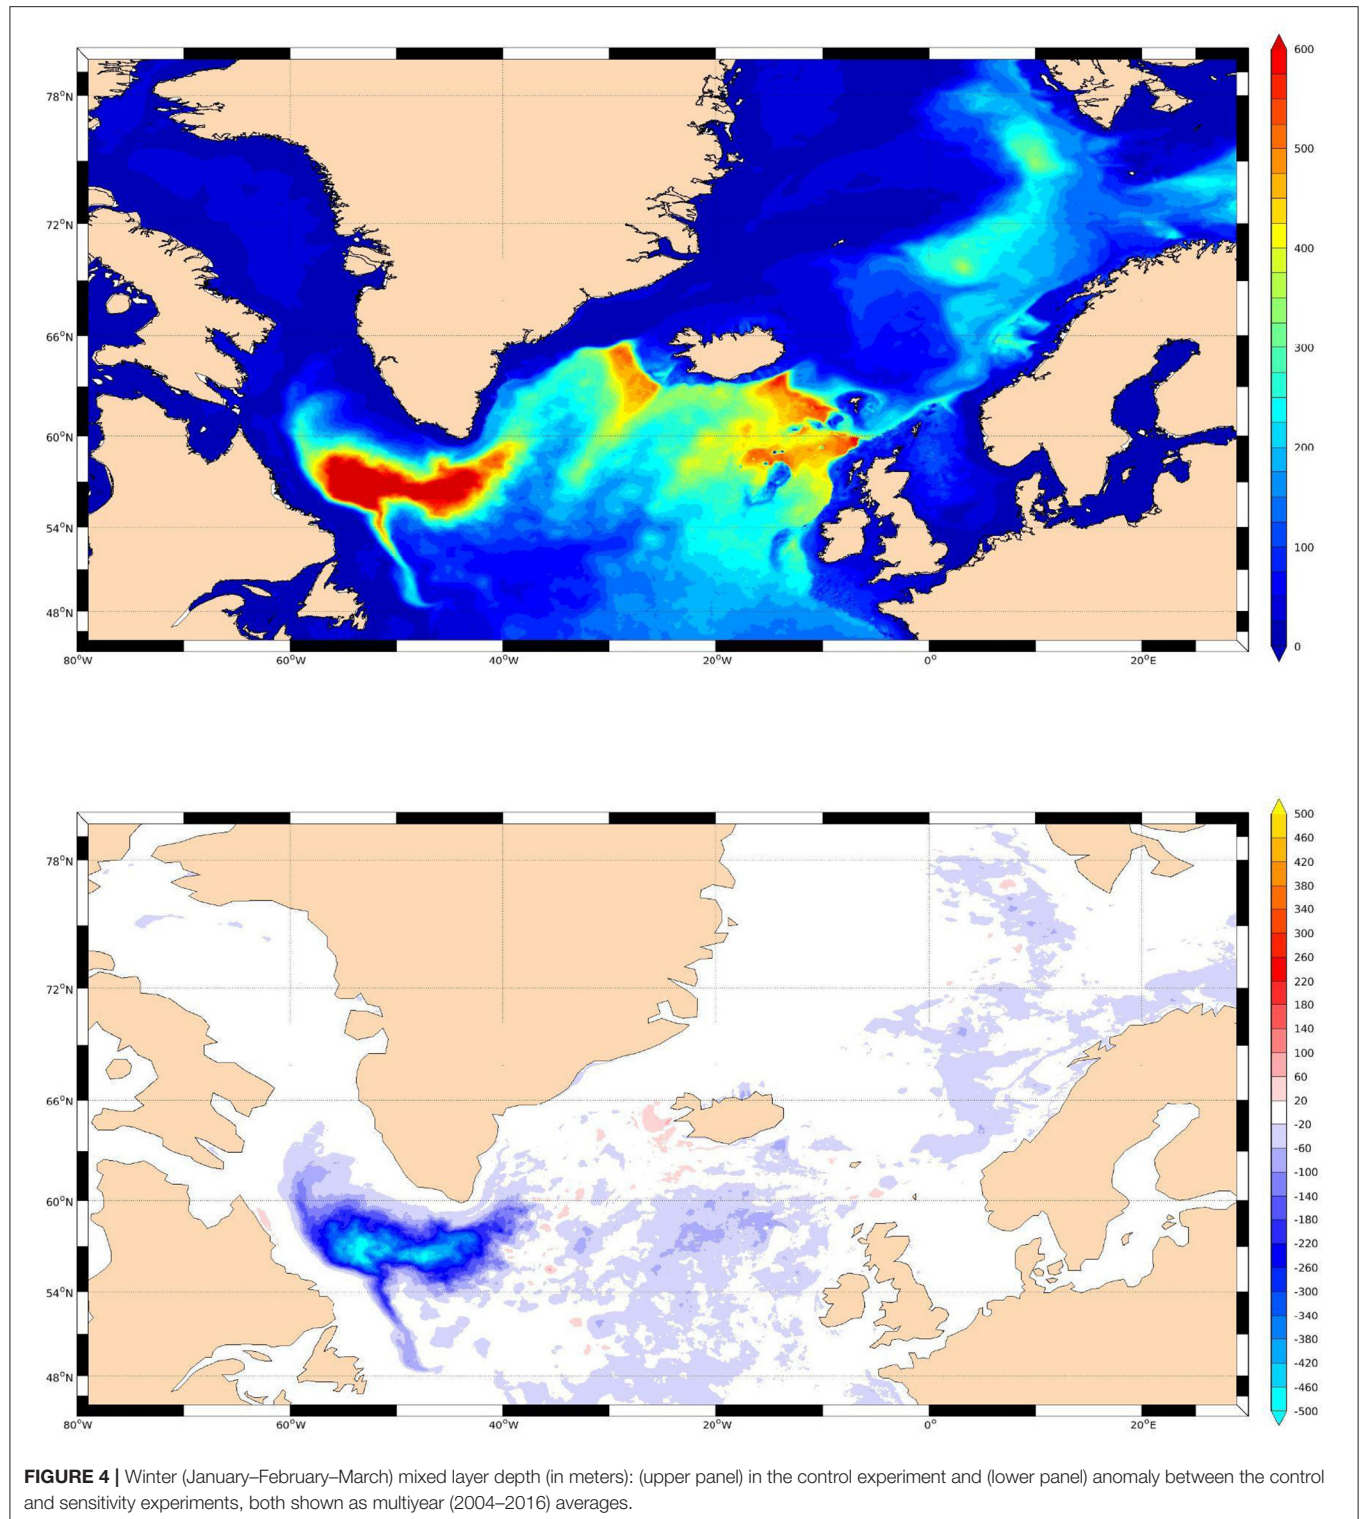 78°N
72°N
66°N
60°N
54°N
48°N
80°W
60°W
40°W
20°W
0°
20°E
600
500
400
300
200
100
0
78°N
72°N
66°N
60°N
54°N
48°N
80°W
60°W
40°W
20°W
0°
20°E
500
460
420
380
340
300
260
220
180
140
100
60
20
-20
-60
-100
-140
-180
-220
-260
-300
-340
-380
-420
-460
-500
FIGURE 4 | Winter (January–February–March) mixed layer depth (in meters): (upper panel) in the control experiment and (lower panel) anomaly between the control
and sensitivity experiments, both shown as multiyear (2004–2016) averages.